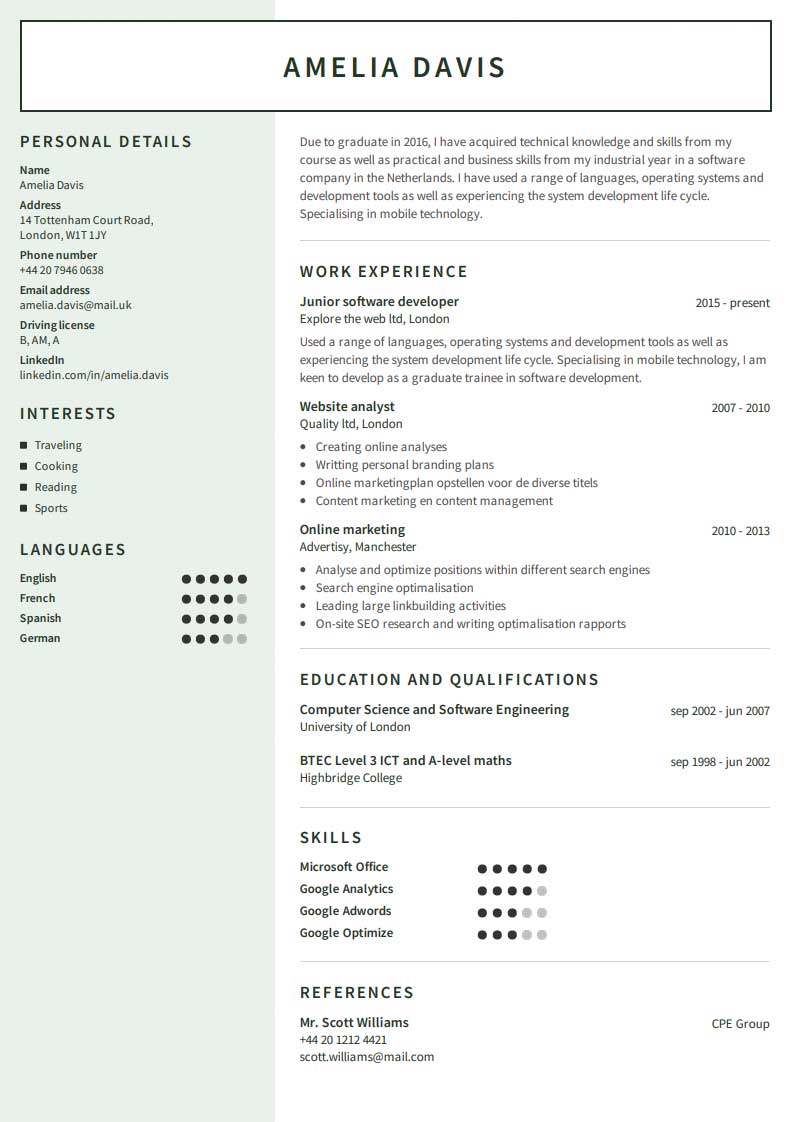 AMELIA DAVIS
PERSONAL DETAILS
Name
Amelia Davis
Address
14 Tottenham Court Road,
London, W1T 1JY
Phone number
+44 20 7946 0638
Email address
amelia.davis@mail.uk
Driving license
B, AM, A
LinkedIn
linkedin.com/in/amelia.davis
INTERESTS
Traveling
Cooking
Reading
Sports
LANGUAGES
English
French
Spanish
German
Due to graduate in 2016, I have acquired technical knowledge and skills from my
course as well as practical and business skills from my industrial year in a software
company in the Netherlands. I have used a range of languages, operating systems and
development tools as well as experiencing the system development life cycle.
Specialising in mobile technology.
WORK EXPERIENCE
Junior software developer 2015 - present
Explore the web ltd, London
Used a range of languages, operating systems and development tools as well as
experiencing the system development life cycle. Specialising in mobile technology, I am
keen to develop as a graduate trainee in software development.
Website analyst 2007 - 2010
Quality ltd, London
• Creating online analyses
• Writting personal branding plans
• Online marketingplan opstellen voor de diverse titels
• Content marketing en content management
Online marketing 2010 - 2013
Advertisy, Manchester
• Analyse and optimize positions within different search engines
• Search engine optimalisation
• Leading large linkbuilding activities
• On-site SEO research and writing optimalisation rapports
EDUCATION AND QUALIFICATIONS
Computer Science and Software Engineering sep 2002 - jun 2007
University of London
BTEC Level 3 ICT and A-level maths sep 1998 - jun 2002
Highbridge College
SKILLS
Microsoft Office
Google Analytics
Google Adwords
Google Optimize
REFERENCES
Mr. Scott Williams CPE Group
+44 20 1212 4421
scott.williams@mail.com